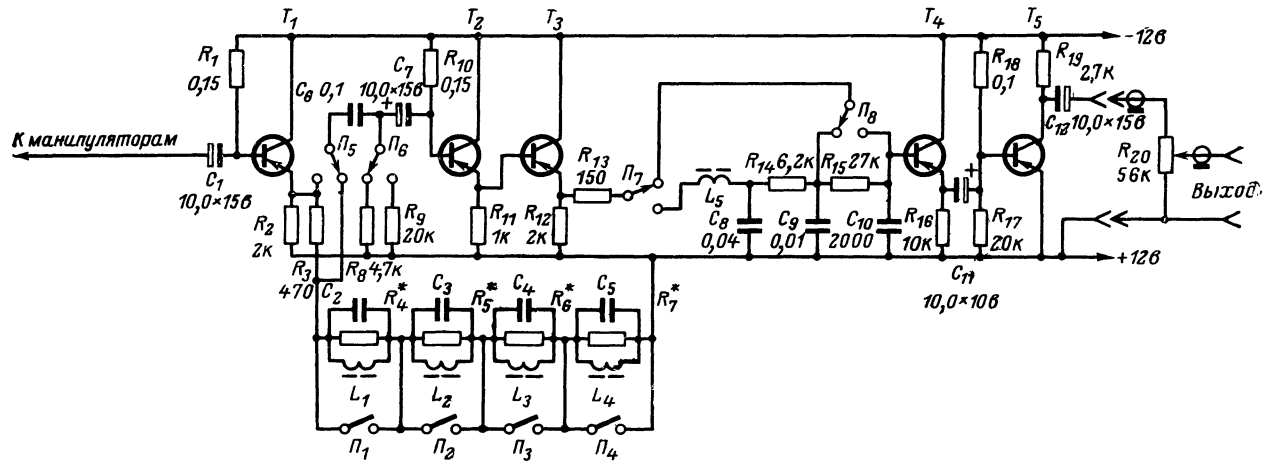 T1
T2
T3
T4
T5
-12в
R1
0,15
C6 0,1
C7
10,0×15в
+
R10
0,15
R18
0,1
R19
2,7к
К манипуляторам
C1
10,0×15в
П5
П6
R13
150
П7
П8
R14 6,2к
R15 27к
+
C12 10,0×15в
R20
56к
Выход
R2
2к
R3
470
R8 4,7к
R9
20к
R11
1к
R12
2к
L5
C8
0,04
C9
0,01
C10
2000
R16
10к
R17
20к
+12в
C11
10,0×10в
C2
R4*
C3
R5*
C4
R6*
C5
R7*
L1
L2
L3
L4
П1
П2
П3
П4